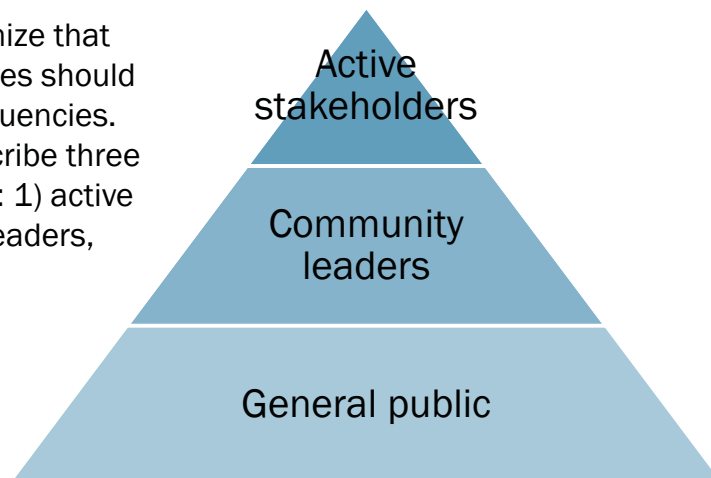 nize that
es should
uencies.
cribe three
: 1) active
eaders,
Active
stakeholders
Community
leaders
General public